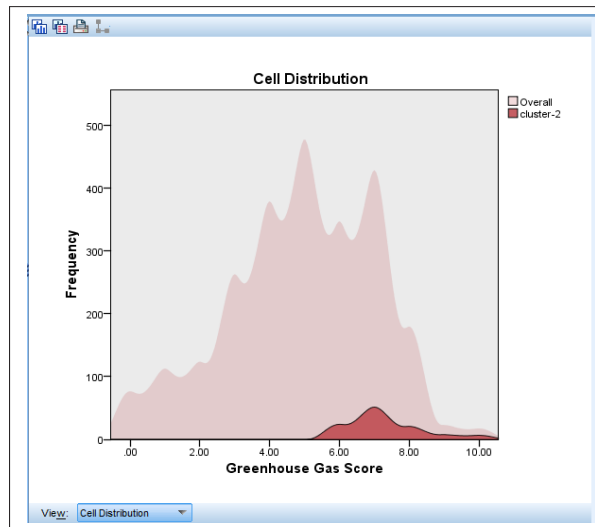 Cell Distribution
Overall
cluster-2
500
400
300
200
100
0
Frequency
.00 2.00 4.00 6.00 8.00 10.00
Greenhouse Gas Score
View: Cell Distribution